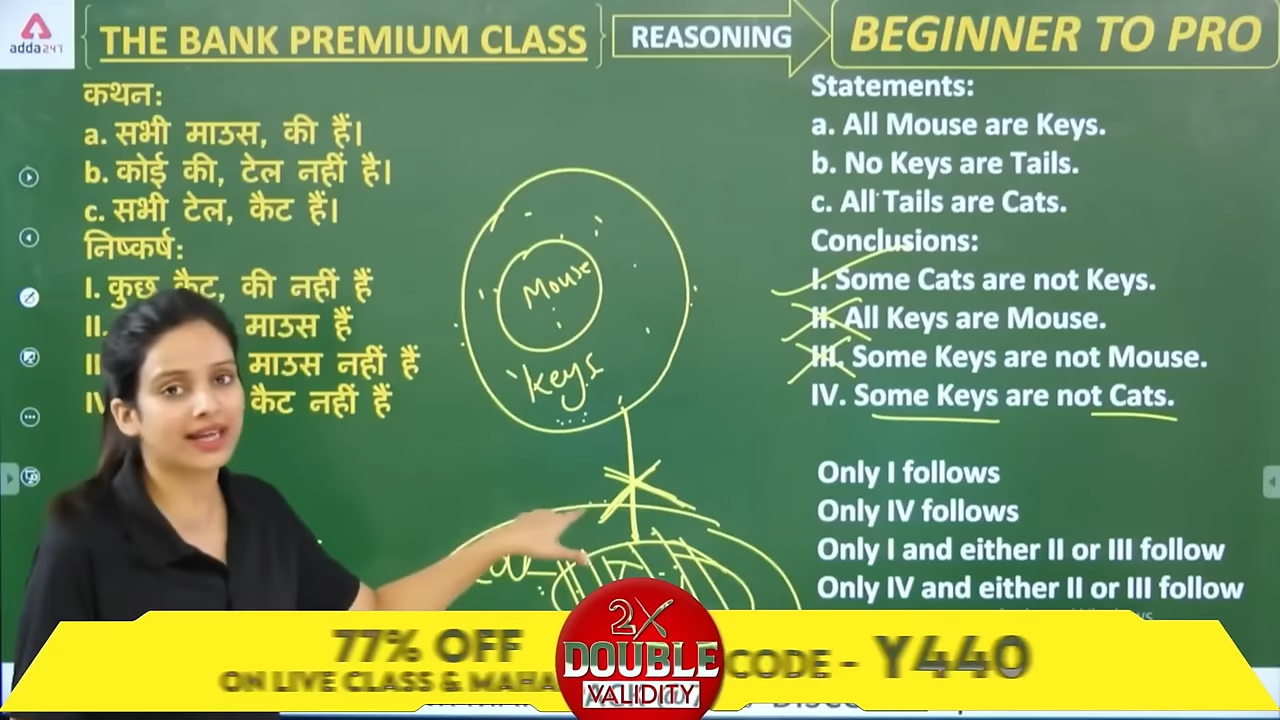 adda247
THE BANK PREMIUM CLASS
REASONING
BEGINNER TO PRO
कथन:
a. सभी माउस, की हैं।
b. कोई की, टेल नहीं है।
c. सभी टेल, कैट हैं।
निष्कर्ष:
I. कुछ कैट, की नहीं हैं
II. माउस हैं
माउस नहीं हैं
कैट नहीं हैं
Mouse
Keys
Statements:
a. All Mouse are Keys.
b. No Keys are Tails.
c. All Tails are Cats.
Conclusions:
I. Some Cats are not Keys.
II. All Keys are Mouse.
III. Some Keys are not Mouse.
IV. Some Keys are not Cats.
Only I follows
Only IV follows
Only I and either II or III follow
Only IV and either II or III follow
77% OFF
ON LIVE CLASS & MAHA
2X
DOUBLE
VALIDITY
CODE - Y440